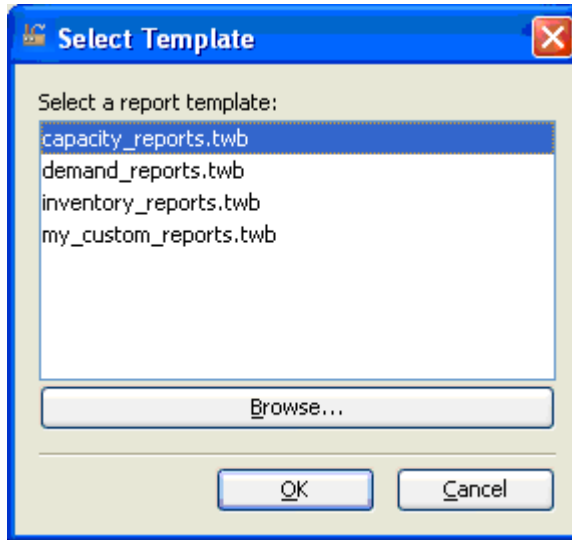 Select Template
Select a report template:
capacity_reports.twb
demand_reports.twb
inventory_reports.twb
my_custom_reports.twb
Browse...
OK
Cancel